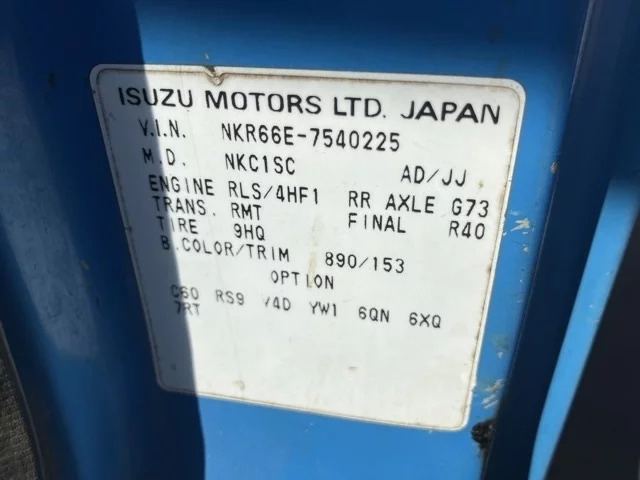 ISUZU MOTORS LTD. JAPAN
V.I.N. NKR66E-7540225
M.D. NKC1SC AD/JJ
ENGINE RLS/4HF1 RR AXLE G73
TRANS. RMT FINAL R40
TIRE 9HQ
B.COLOR/TRIM 890/153
OPTION
C60 RS9 V4D YW1 6QN 6XQ
7RT